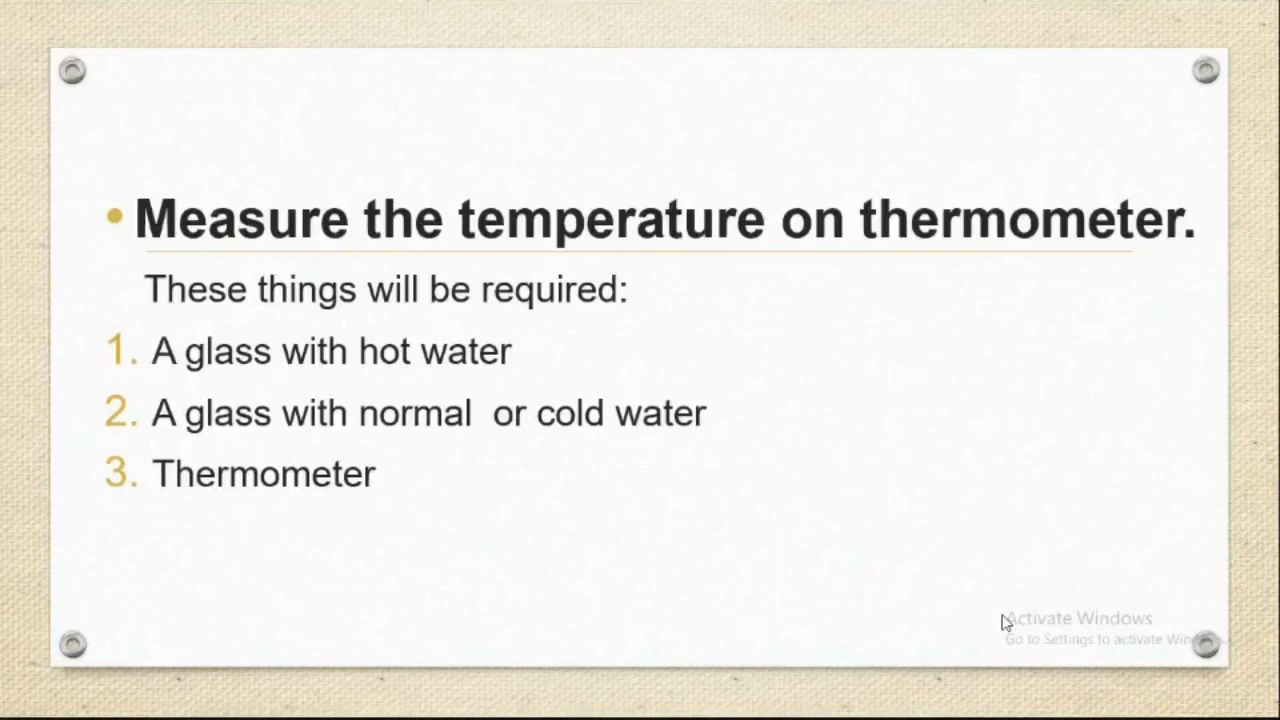 • Measure the temperature on thermometer.
These things will be required:
1. A glass with hot water
2. A glass with normal  or cold water
3. Thermometer
Activate Windows
Go to Settings to activate